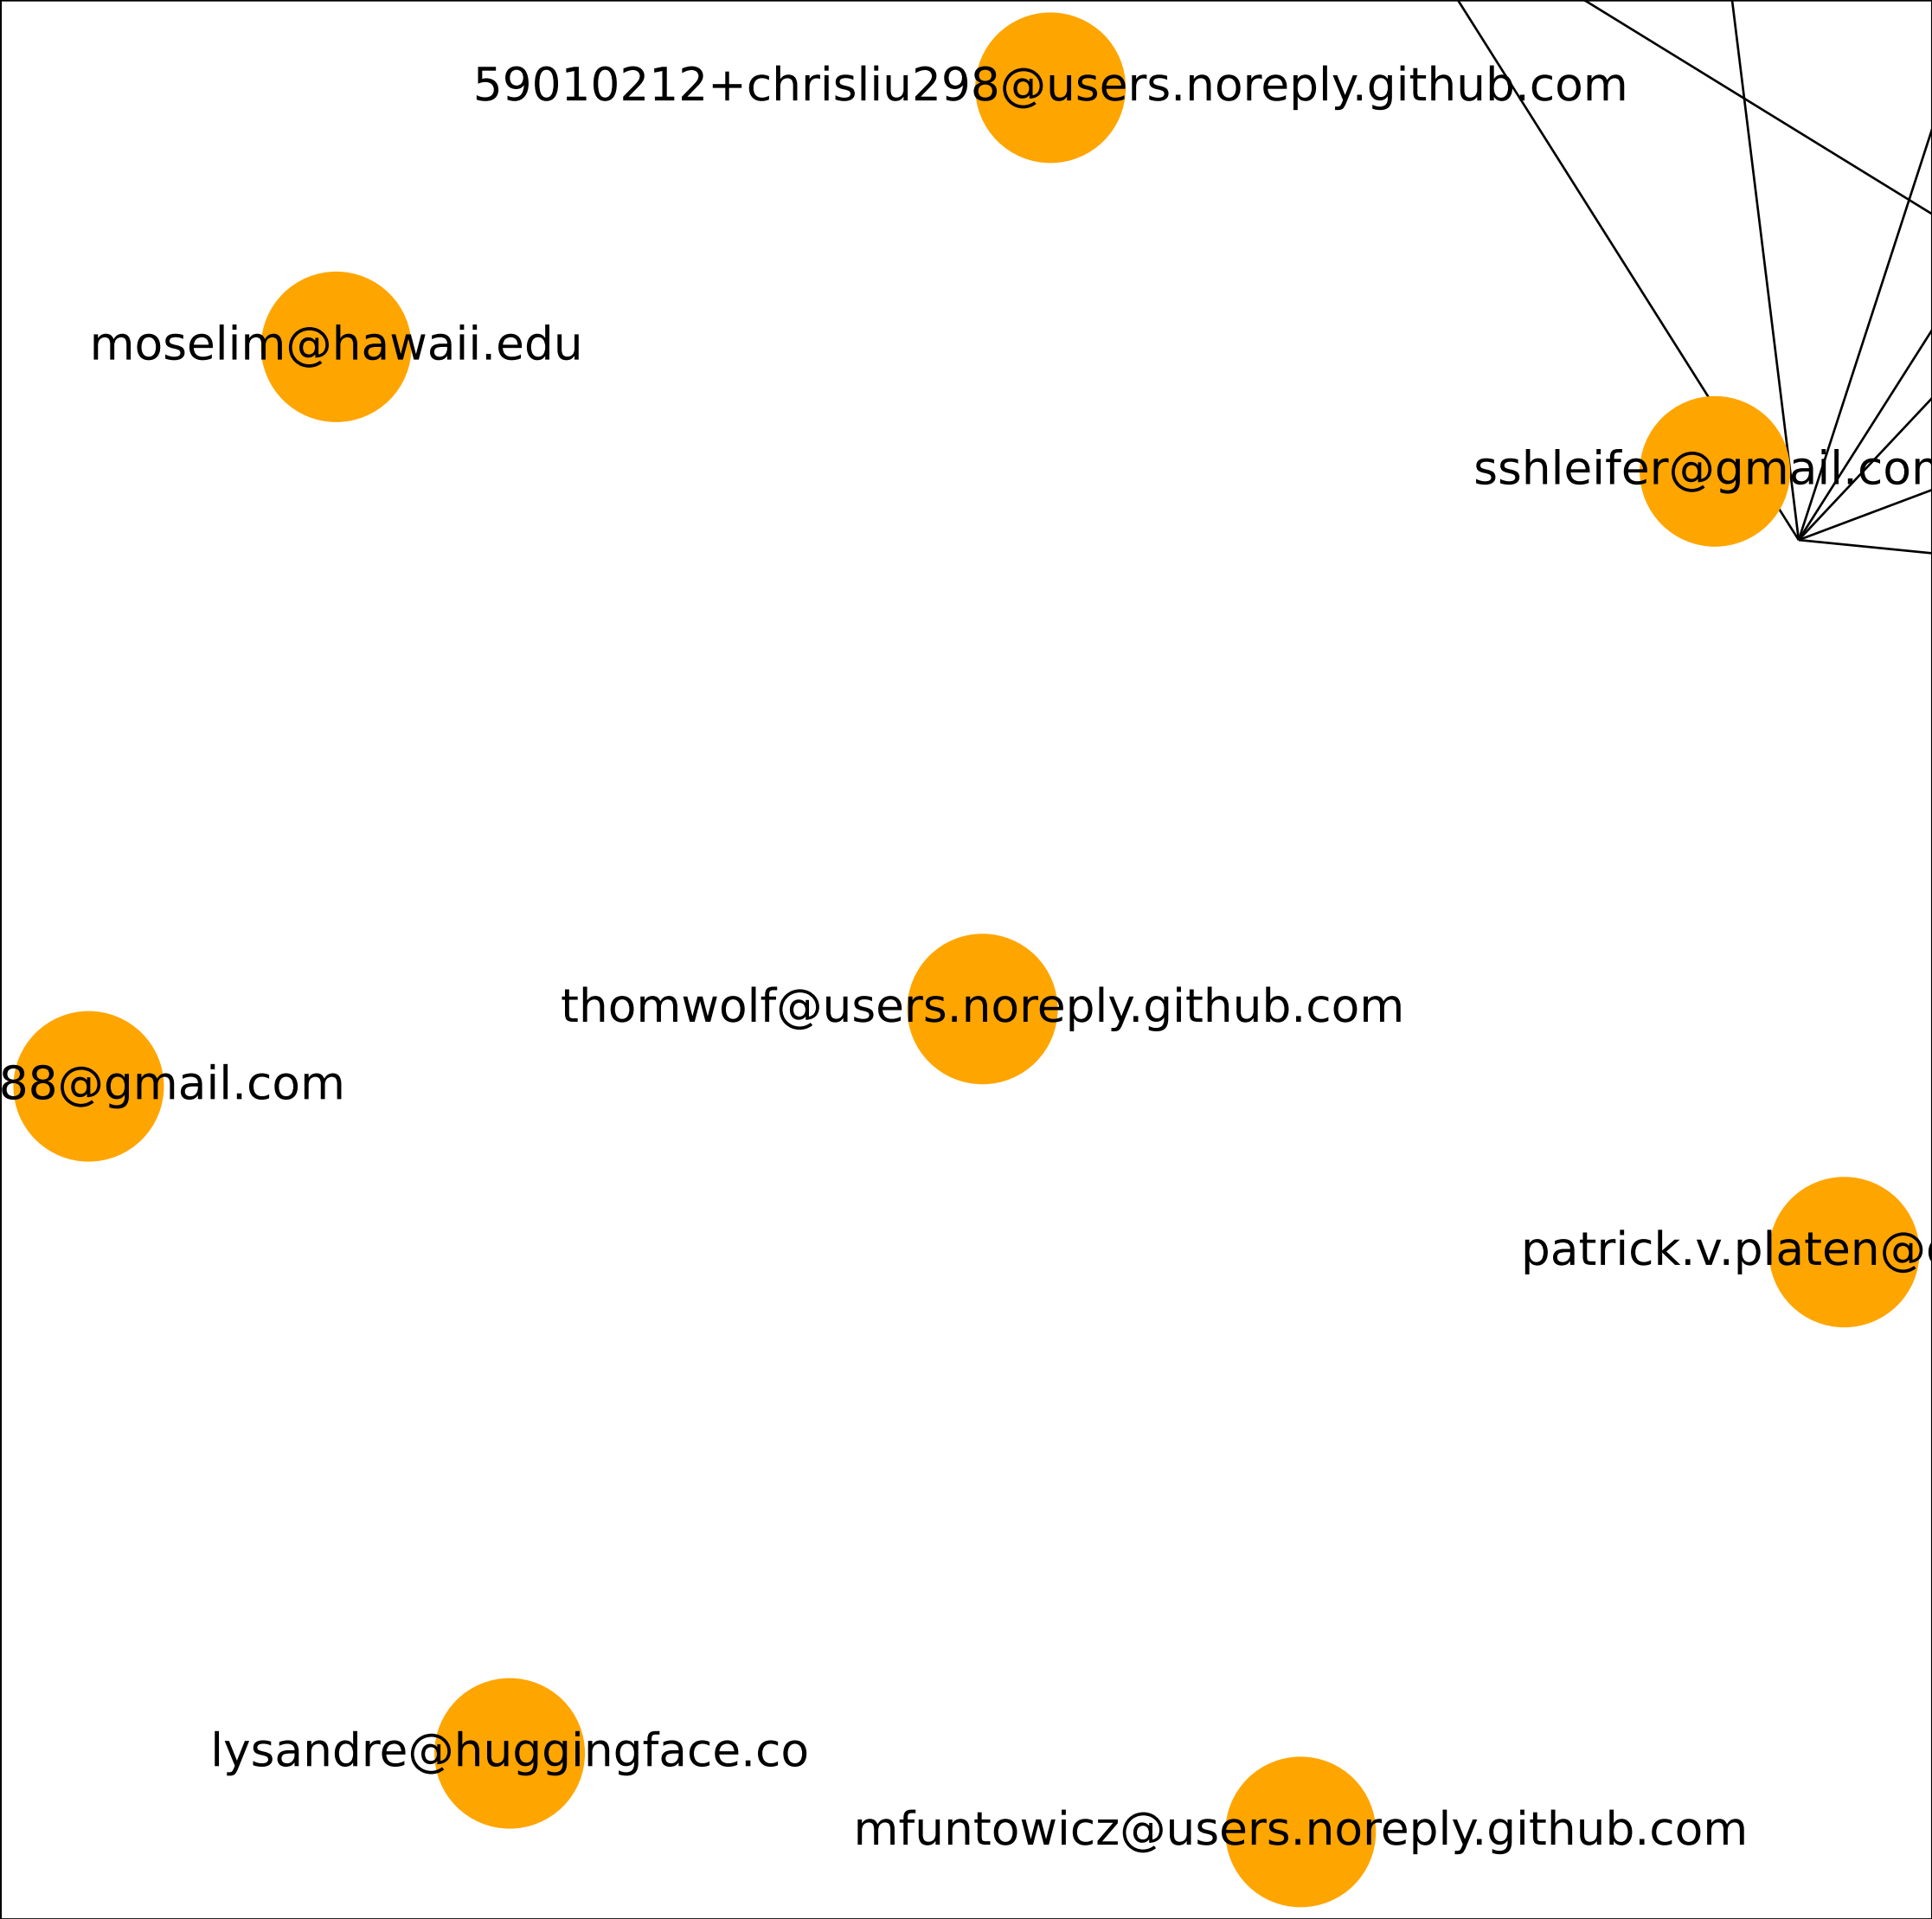 59010212+chrisliu298@users.noreply.github.com
moselim@hawaii.edu
sshleifer@gmail.com
thomwolf@users.noreply.github.com
88@gmail.com
patrick.v.platen@
lysandre@huggingface.co
mfuntowicz@users.noreply.github.com